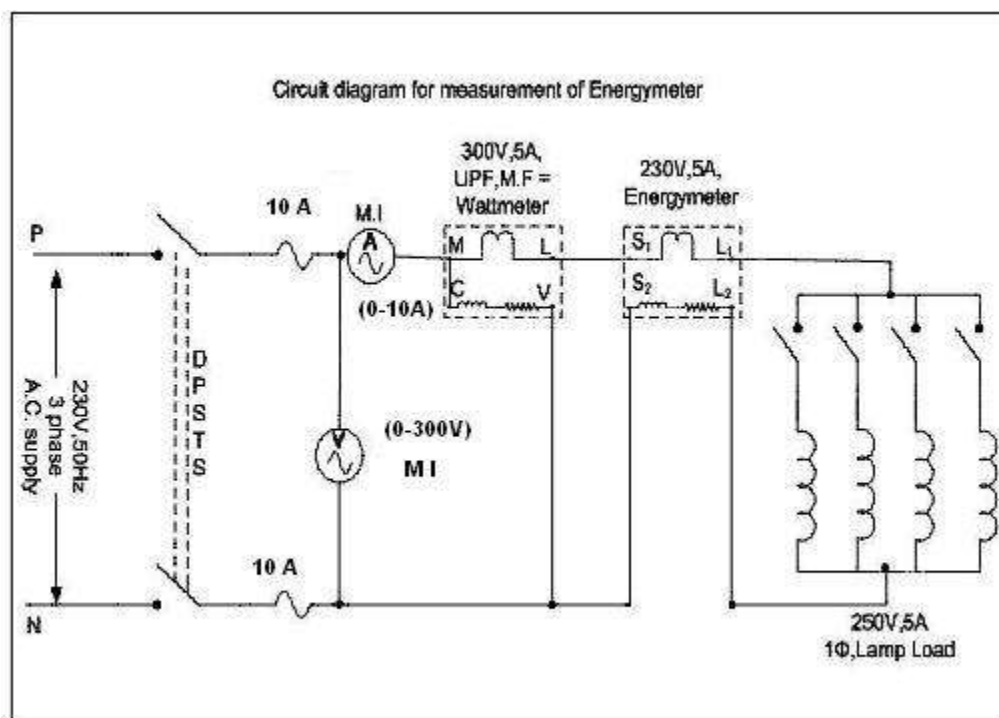 Circuit diagram for measurement of Energymeter
300V,5A,
UPF,M.F =
Wattmeter
230V,5A,
Energymeter
10 A
M.I
A
(0-10A)
P
M
L
C
V
S₁
L₁
S₂
L₂
DPSTS
230V,50Hz
3 phase
A.C. supply
V
(0-300V)
M I
10 A
N
250V,5A
1Φ,Lamp Load